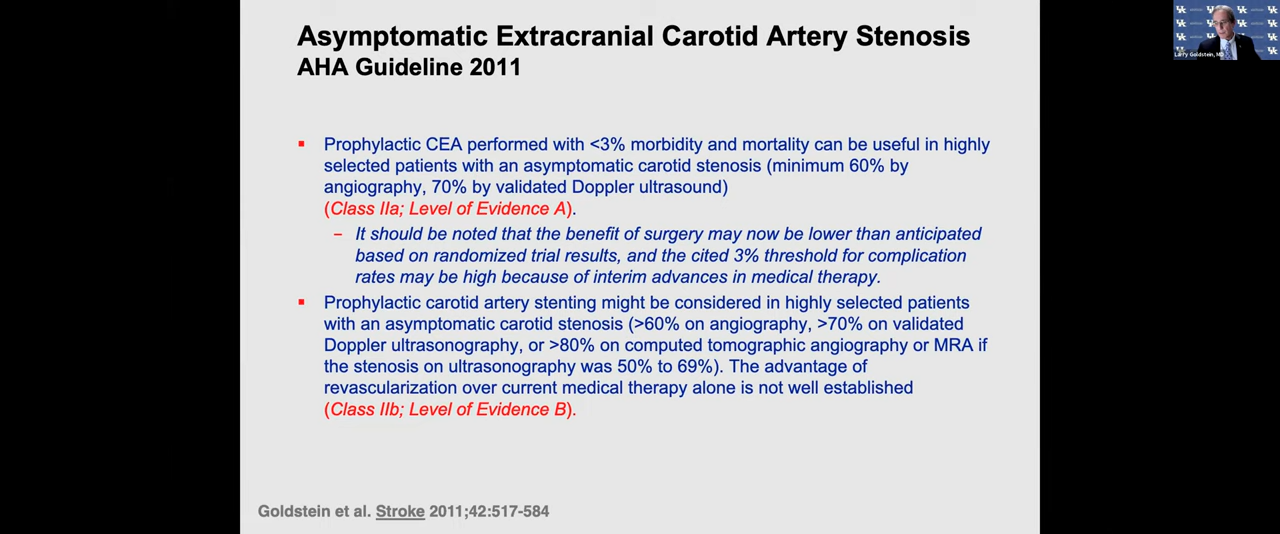 Asymptomatic Extracranial Carotid Artery Stenosis
AHA Guideline 2011
Prophylactic CEA performed with <3% morbidity and mortality can be useful in highly
selected patients with an asymptomatic carotid stenosis (minimum 60% by
angiography, 70% by validated Doppler ultrasound)
(Class IIa; Level of Evidence A).
– It should be noted that the benefit of surgery may now be lower than anticipated
based on randomized trial results, and the cited 3% threshold for complication
rates may be high because of interim advances in medical therapy.
Prophylactic carotid artery stenting might be considered in highly selected patients
with an asymptomatic carotid stenosis (>60% on angiography, >70% on validated
Doppler ultrasonography, or >80% on computed tomographic angiography or MRA if
the stenosis on ultrasonography was 50% to 69%). The advantage of
revascularization over current medical therapy alone is not well established
(Class IIb; Level of Evidence B).
Goldstein et al. Stroke 2011;42:517-584
Larry Goldstein, MD